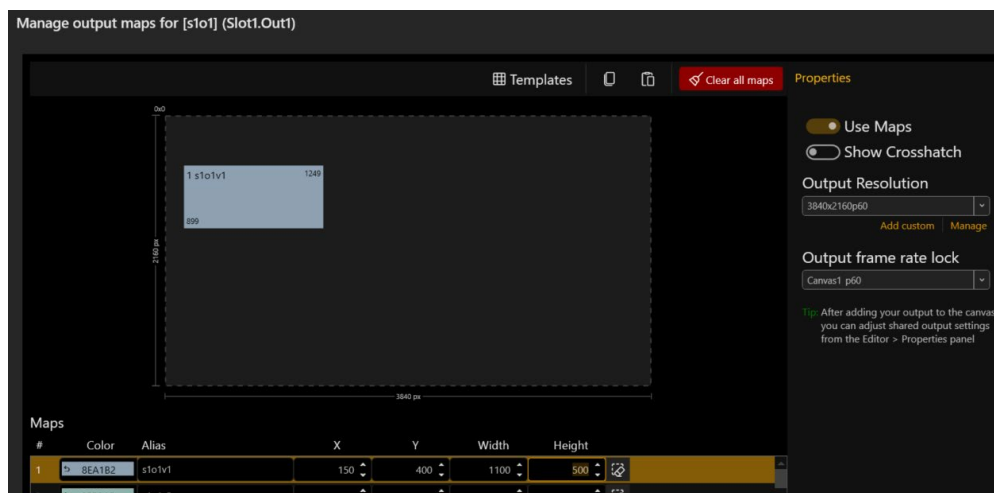 Manage output maps for [s1o1] (Slot1.Out1)
Templates
Clear all maps
Properties
0x0
Use Maps
Show Crosshatch
1 s1o1v1 1249
899
Output Resolution
3840x2160p60
Add custom Manage
2160 px
Output frame rate lock
Canvas1 p60
Tip: After adding your output to the canvas
you can adjust shared output settings
from the Editor > Properties panel
3840 px
Maps
# Color Alias X Y Width Height
1 8EA1B2 s1o1v1 150 400 1100 500